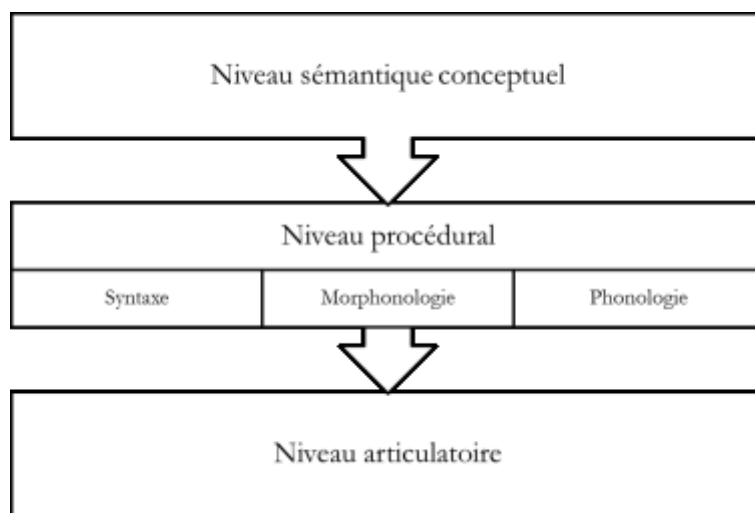 Niveau sémantique conceptuel
Niveau procédural
Syntaxe
Morphonologie
Phonologie
Niveau articulatoire